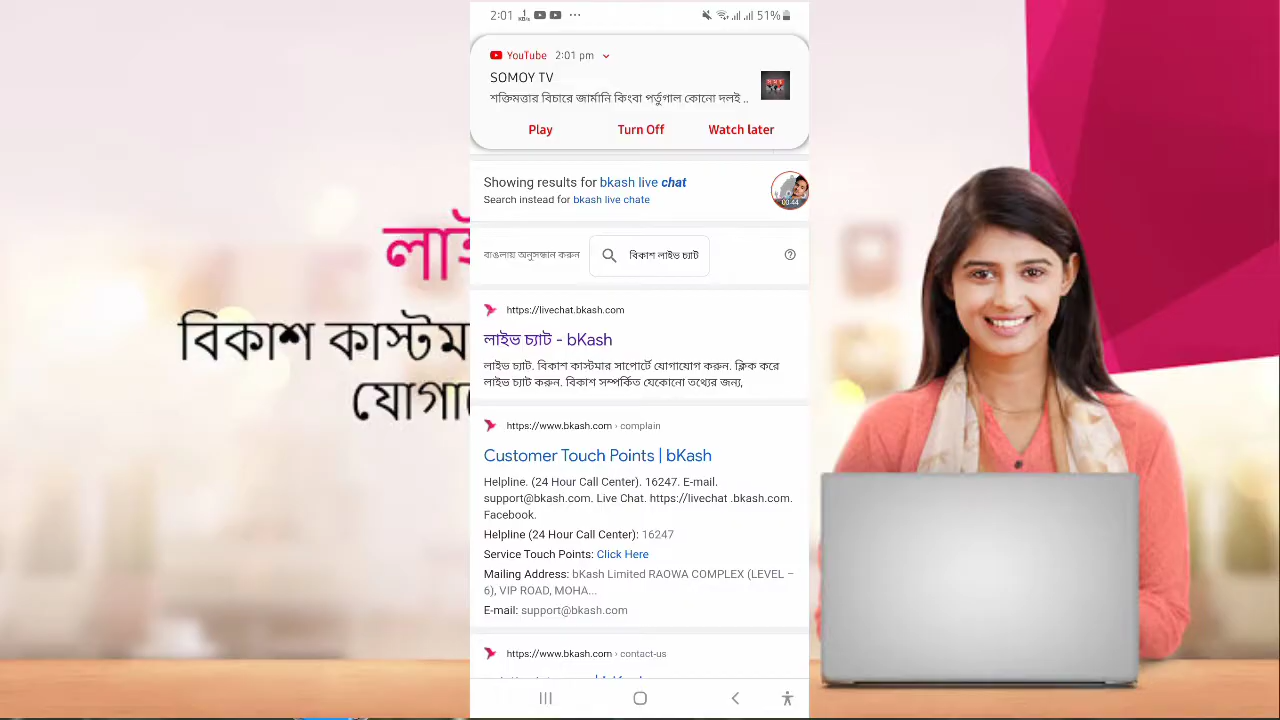 2:01 1 KB/s ... 51%
YouTube 2:01 pm
SOMOY TV
শক্তিমত্তার বিচারে জার্মানি কিংবা পর্তুগাল কোনো দলই ..
Play Turn Off Watch later
Showing results for bkash live chat
Search instead for bkash live chate
00:44
বাঙলায় অনুসন্ধান করুন বিকাশ লাইভ চ্যাট
https://livechat.bkash.com
লাইভ চ্যাট - bKash
লাইভ চ্যাট. বিকাশ কাস্টমার সাপোর্টে যোগাযোগ করুন. ক্লিক করে
লাইভ চ্যাট করুন. বিকাশ সম্পর্কিত যেকোনো তথ্যের জন্য,
https://www.bkash.com › complain
Customer Touch Points | bKash
Helpline. (24 Hour Call Center). 16247. E-mail.
support@bkash.com. Live Chat. https://livechat .bkash.com.
Facebook.
Helpline (24 Hour Call Center): 16247
Service Touch Points: Click Here
Mailing Address: bKash Limited RAOWA COMPLEX (LEVEL –
6), VIP ROAD, MOHA...
E-mail: support@bkash.com
https://www.bkash.com › contact-us
লাই
বিকাশ কাস্টম
যোগা